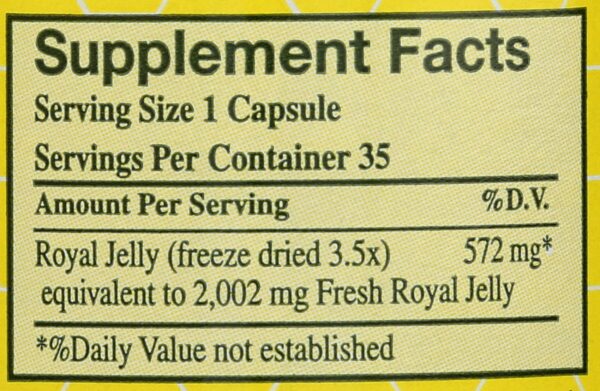 Supplement Facts
Serving Size 1 Capsule
Servings Per Container 35
Amount Per Serving %D.V.
Royal Jelly (freeze dried 3.5x) 572 mg*
equivalent to 2,002 mg Fresh Royal Jelly
*%Daily Value not established